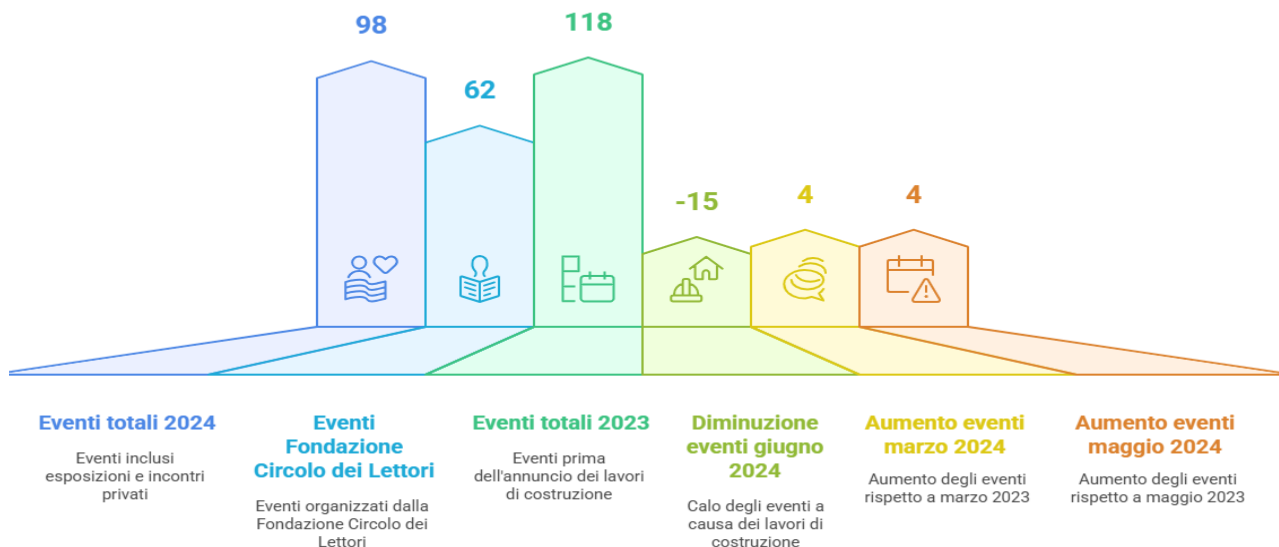 98
62
118
-15
4
4
Eventi totali 2024
Eventi inclusi
esposizioni e incontri
privati
Eventi
Fondazione
Circolo dei Lettori
Eventi organizzati dalla
Fondazione Circolo dei
Lettori
Eventi totali 2023
Eventi prima
dell'annuncio dei lavori
di costruzione
Diminuzione
eventi giugno
2024
Calo degli eventi a
causa dei lavori di
costruzione
Aumento eventi
marzo 2024
Aumento degli eventi
rispetto a marzo 2023
Aumento eventi
maggio 2024
Aumento degli eventi
rispetto a maggio 2023